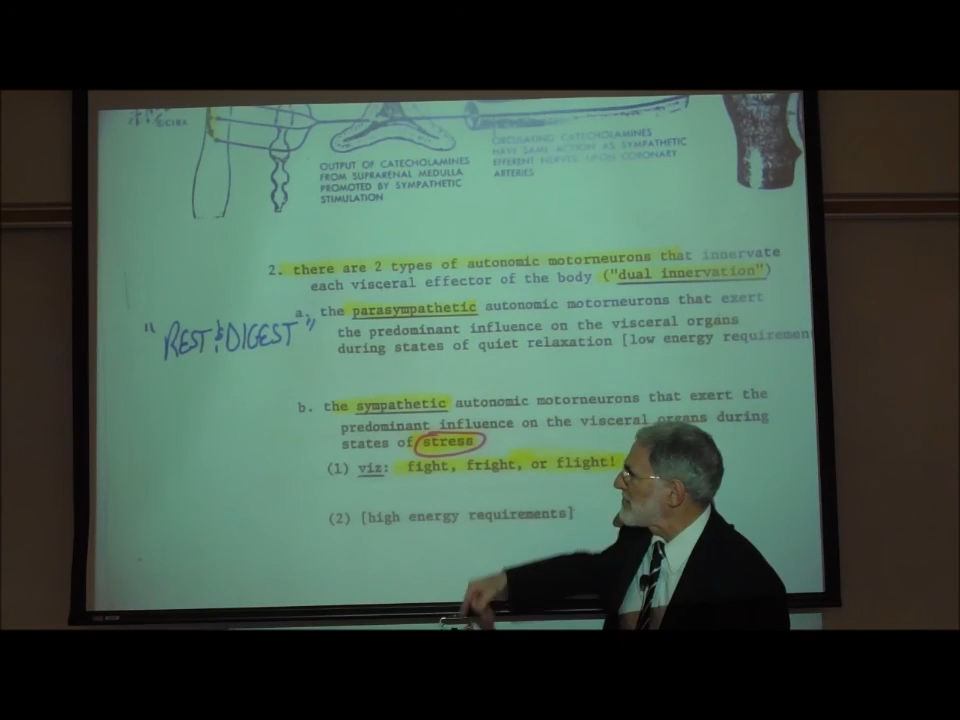 CIBA
OUTPUT OF CATECHOLAMINES
FROM SUPRARENAL MEDULLA
PROMOTED BY SYMPATHETIC
STIMULATION
CIRCULATING CATECHOLAMINES
HAVE SAME ACTION AS SYMPATHETIC
EFFERENT NERVES, UPON CORONARY
ARTERIES
2. there are 2 types of autonomic motorneurons that innervate
each visceral effector of the body ("dual innervation")
a. the parasympathetic autonomic motorneurons that exert
the predominant influence on the visceral organs
during states of quiet relaxation [low energy requiremen
"REST & DIGEST"
b. the sympathetic autonomic motorneurons that exert the
predominant influence on the visceral organs during
states of stress
(1) viz: fight, fright, or flight!
(2) [high energy requirements]